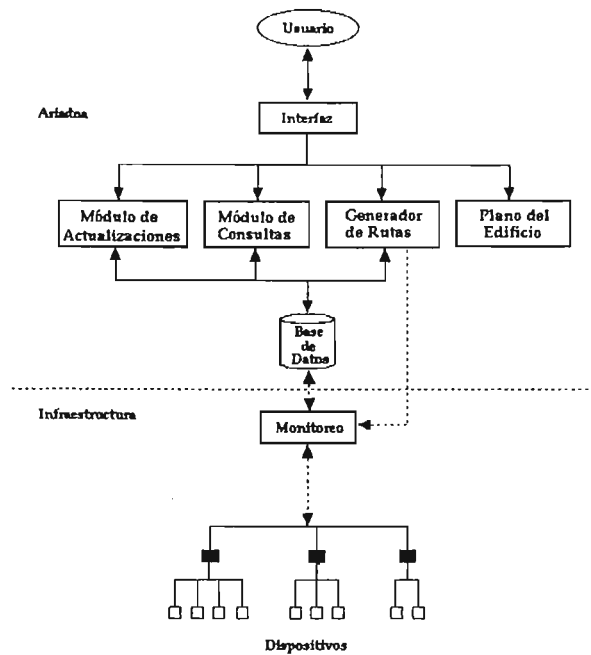 Usuario
Ariadna
Interfaz
Módulo de
Actualizaciones
Módulo de
Consultas
Generador
de Rutas
Plano del
Edificio
Base
de
Datos
Infraestructura
Monitoreo
Dispositivos